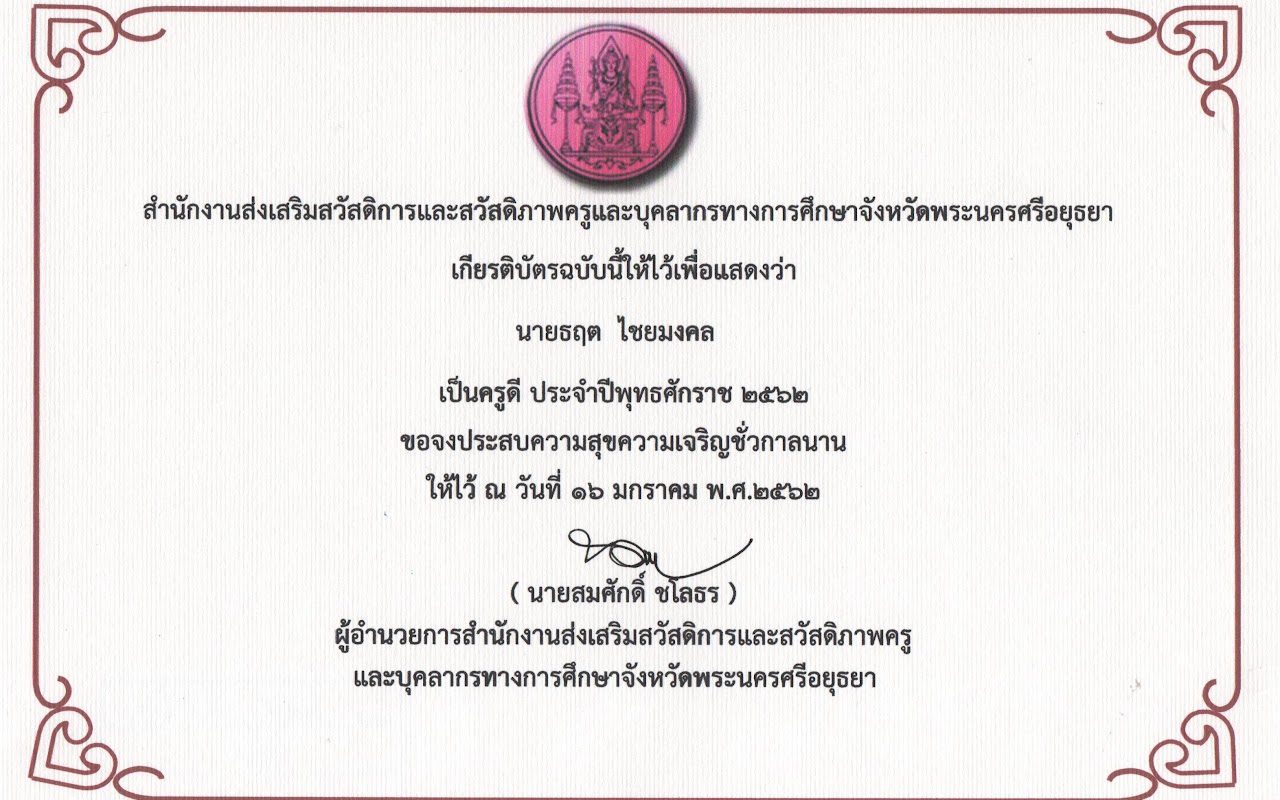 สำนักงานส่งเสริมสวัสดิการและสวัสดิภาพครูและบุคลากรทางการศึกษาจังหวัดพระนครศรีอยุธยา
เกียรติบัตรฉบับนี้ให้ไว้เพื่อแสดงว่า
นายธฤต ไชยมงคล
เป็นครูดี ประจำปีพุทธศักราช ๒๕๖๒
ขอจงประสบความสุขความเจริญชั่วกาลนาน
ให้ไว้ ณ วันที่ ๑๖ มกราคม พ.ศ.๒๕๖๒
( นายสมศักดิ์ ชโลธร )
ผู้อำนวยการสำนักงานส่งเสริมสวัสดิการและสวัสดิภาพครู
และบุคลากรทางการศึกษาจังหวัดพระนครศรีอยุธยา